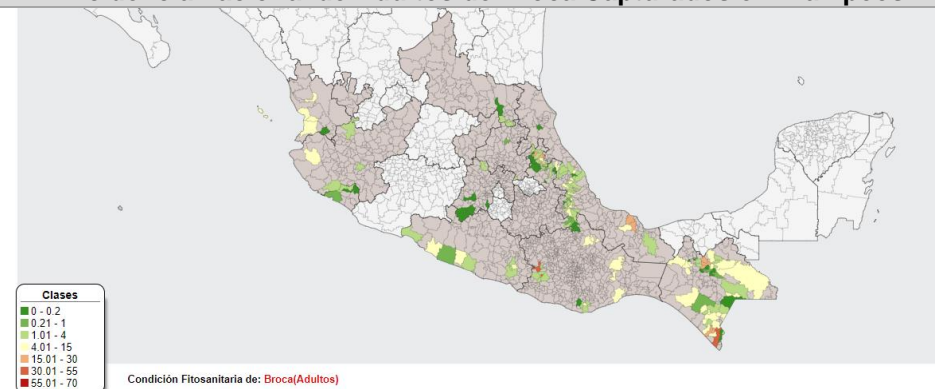 Clases
0 - 0.2
0.21 - 1
1.01 - 4
4.01 - 15
15.01 - 30
30.01 - 55
55.01 - 70
Condición Fitosanitaria de: Broca(Adultos)